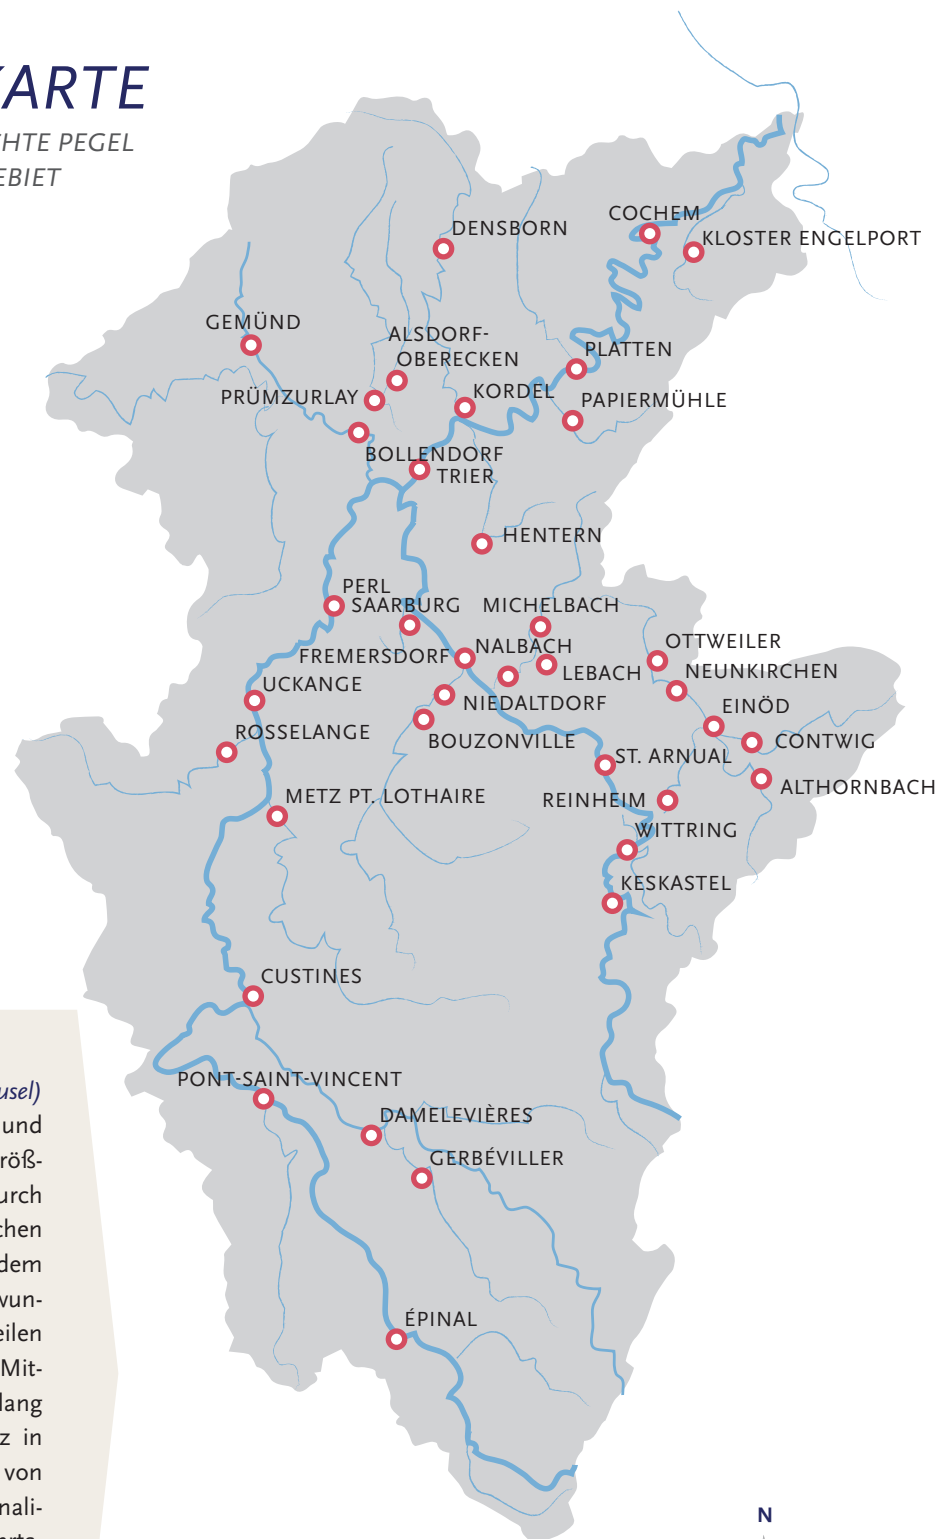 KARTE
CHTE PEGEL
EBIET
COCHEM
DENSBORN
KLOSTER ENGELPORT
GEMÜND
ALSDORF-
OBERECKEN
PLATTEN
PRÜMZURLAY
KORDEL
PAPIERMÜHLE
BOLLENDORF
TRIER
HENTERN
PERL
SAARBURG
MICHELBACH
FREMERSDORF
NALBACH
OTTWEILER
LEBACH
NEUNKIRCHEN
UCKANGE
NIEDALTDORF
EINÖD
ROSSELANGE
BOUZONVILLE
CONTWIG
ST. ARNUAL
ALTHORNBACH
METZ PT. LOTHAIRE
REINHEIM
WITTRING
KESKASTEL
CUSTINES
PONT-SAINT-VINCENT
DAMELEVIÈRES
GERBÉVILLER
ÉPINAL
usel)
und
röß-
urch
chen
dem
wun-
eilen
Mit-
lang
z in
von
nali-
N